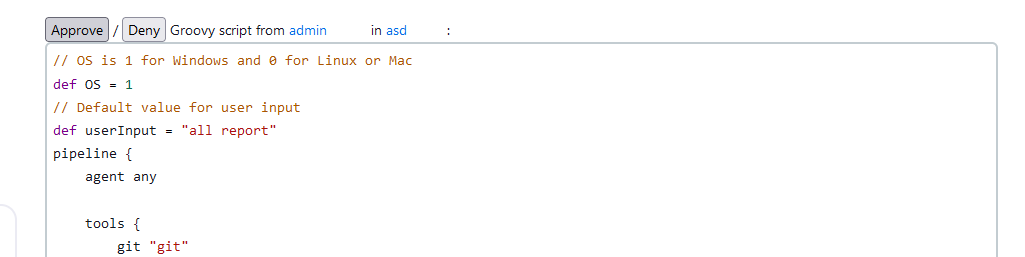 Approve / Deny Groovy script from admin in asd :
// OS is 1 for Windows and 0 for Linux or Mac
def OS = 1
// Default value for user input
def userInput = "all report"
pipeline {
    agent any
    tools {
        git "git"